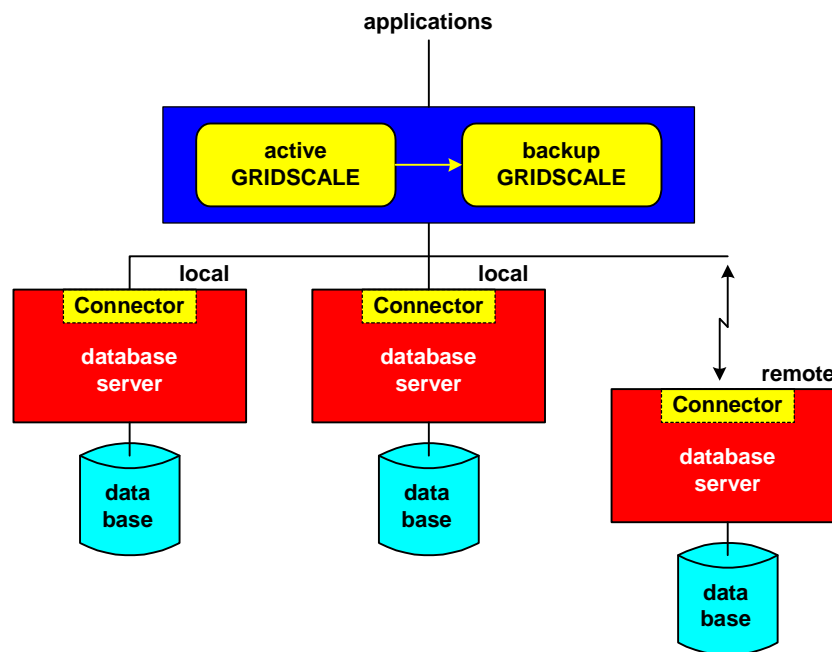 applications
active
GRIDSCALE
backup
GRIDSCALE
local
local
Connector
database
server
Connector
database
server
remote
Connector
database
server
data
base
data
base
data
base